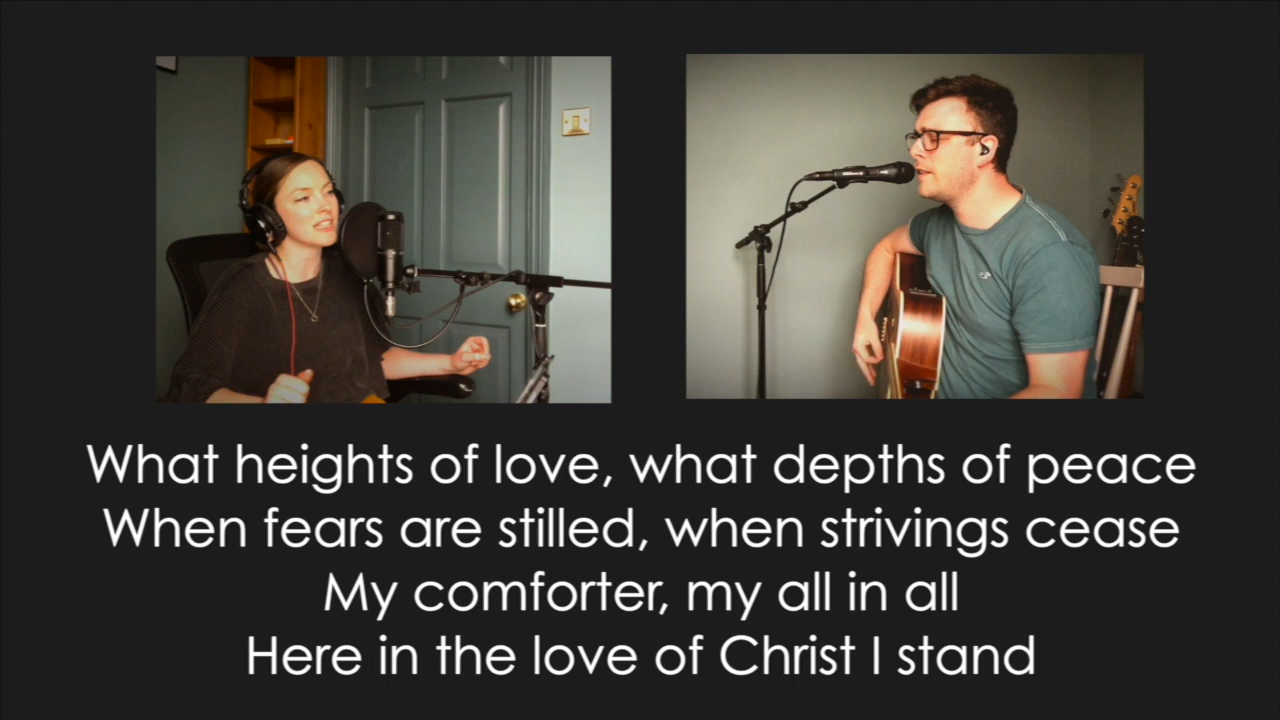 What heights of love, what depths of peace
When fears are stilled, when strivings cease
My comforter, my all in all
Here in the love of Christ I stand